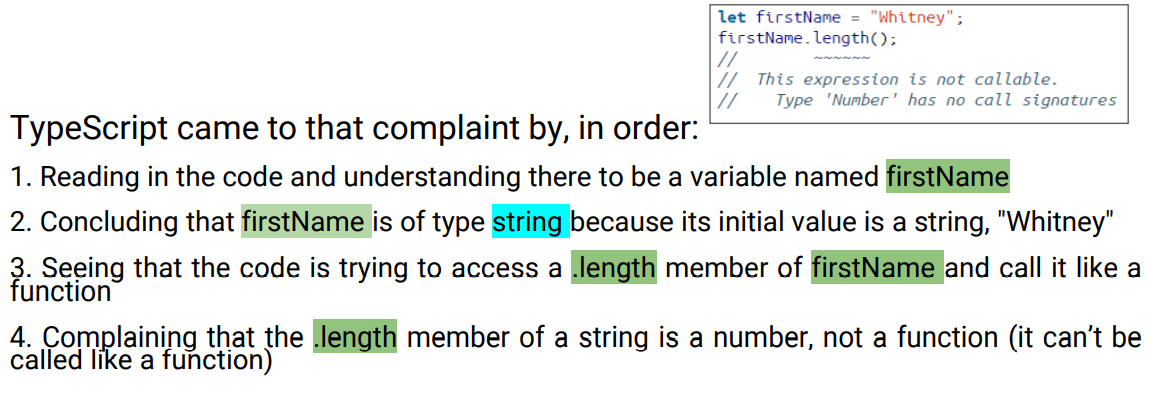 let firstName = "Whitney";
firstName.length();
//        ~~~~~~
//  This expression is not callable.
//    Type 'Number' has no call signatures
TypeScript came to that complaint by, in order:
1. Reading in the code and understanding there to be a variable named firstName
2. Concluding that firstName is of type string because its initial value is a string, "Whitney"
3. Seeing that the code is trying to access a .length member of firstName and call it like a
function
4. Complaining that the .length member of a string is a number, not a function (it can’t be
called like a function)